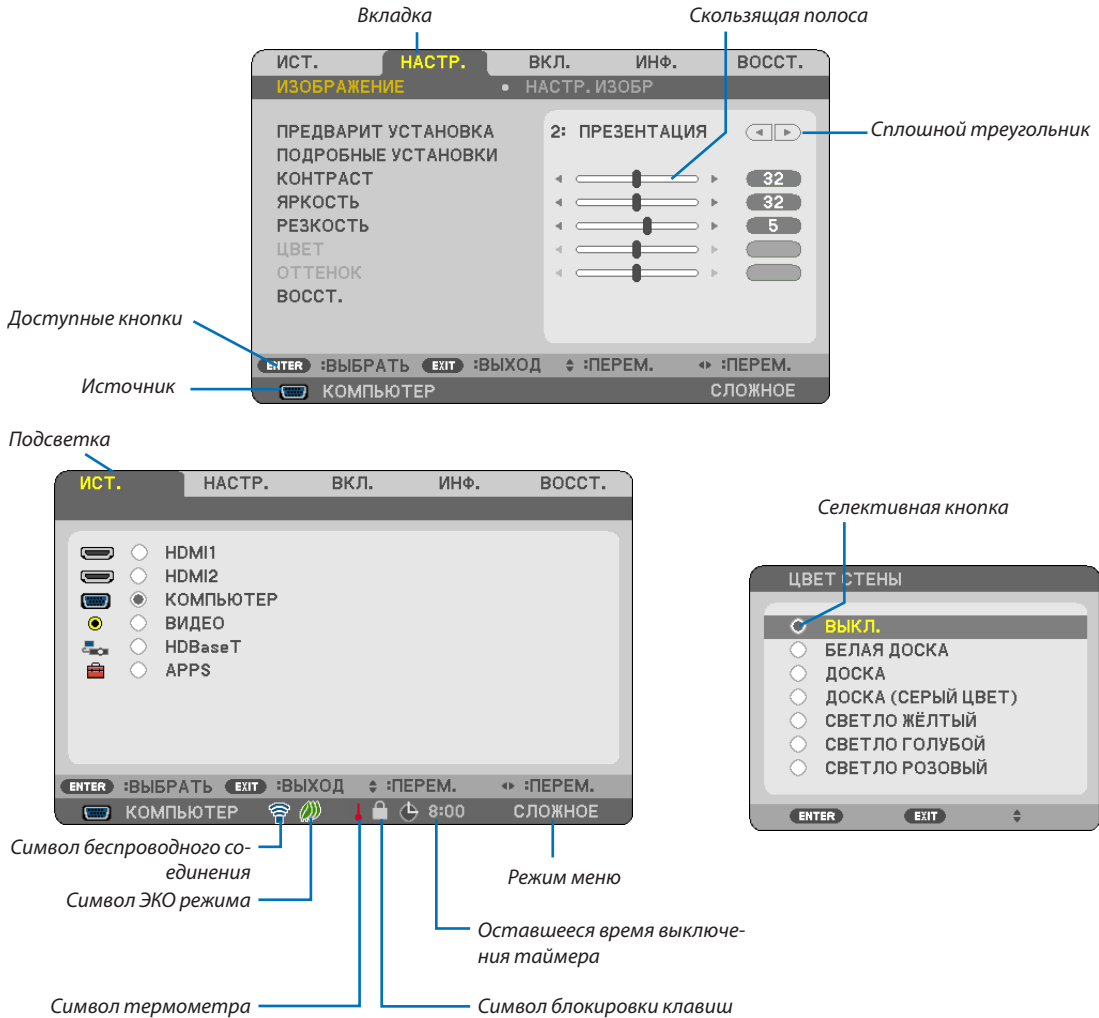 Вкладка
Скользящая полоса
ИСТ. НАСТР. ВКЛ. ИНФ. ВОССТ.
ИЗОБРАЖЕНИЕ • НАСТР. ИЗОБР
ПРЕДВАРИТ УСТАНОВКА 2: ПРЕЗЕНТАЦИЯ
Сплошной треугольник
ПОДРОБНЫЕ УСТАНОВКИ
КОНТРАСТ 32
ЯРКОСТЬ 32
РЕЗКОСТЬ 5
ЦВЕТ
ОТТЕНОК
ВОССТ.
Доступные кнопки
ENTER :ВЫБРАТЬ EXIT :ВЫХОД :ПЕРЕМ. :ПЕРЕМ.
Источник
КОМПЬЮТЕР СЛОЖНОЕ
Подсветка
ИСТ. НАСТР. ВКЛ. ИНФ. ВОССТ.
HDMI1
HDMI2
КОМПЬЮТЕР
ВИДЕО
HDBaseT
APPS
ENTER :ВЫБРАТЬ EXIT :ВЫХОД :ПЕРЕМ. :ПЕРЕМ.
КОМПЬЮТЕР 8:00 СЛОЖНОЕ
Селективная кнопка
ЦВЕТ СТЕНЫ
ВЫКЛ.
БЕЛАЯ ДОСКА
ДОСКА
ДОСКА (СЕРЫЙ ЦВЕТ)
СВЕТЛО ЖЁЛТЫЙ
СВЕТЛО ГОЛУБОЙ
СВЕТЛО РОЗОВЫЙ
ENTER EXIT
Символ беспроводного со-
единения
Символ ЭКО режима
Режим меню
Оставшееся время выключе-
ния таймера
Символ термометра
Символ блокировки клавиш